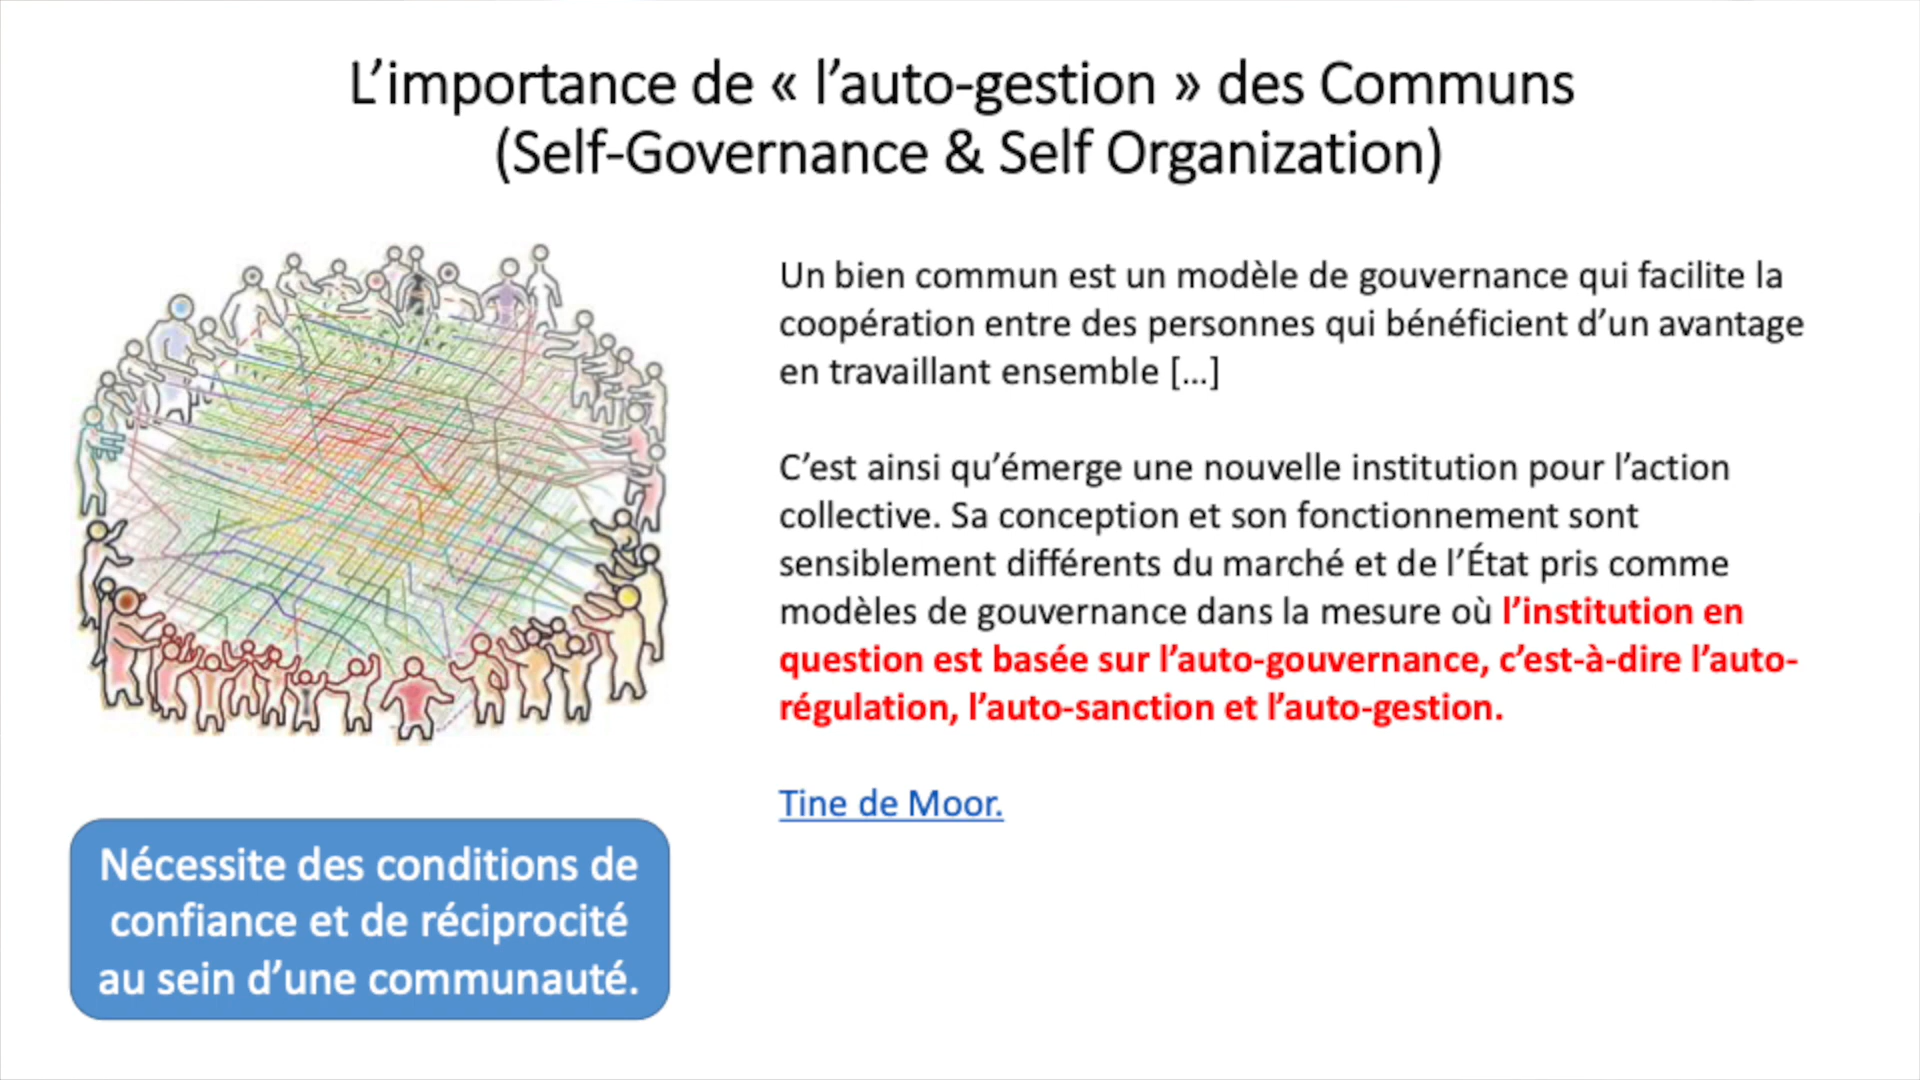 L’importance de « l’auto-gestion » des Communs
(Self-Governance & Self Organization)
Un bien commun est un modèle de gouvernance qui facilite la
coopération entre des personnes qui bénéficient d’un avantage
en travaillant ensemble […]
C’est ainsi qu’émerge une nouvelle institution pour l’action
collective. Sa conception et son fonctionnement sont
sensiblement différents du marché et de l’État pris comme
modèles de gouvernance dans la mesure où l’institution en
question est basée sur l’auto-gouvernance, c’est-à-dire l’auto-
régulation, l’auto-sanction et l’auto-gestion.
Tine de Moor.
Nécessite des conditions de
confiance et de réciprocité
au sein d’une communauté.